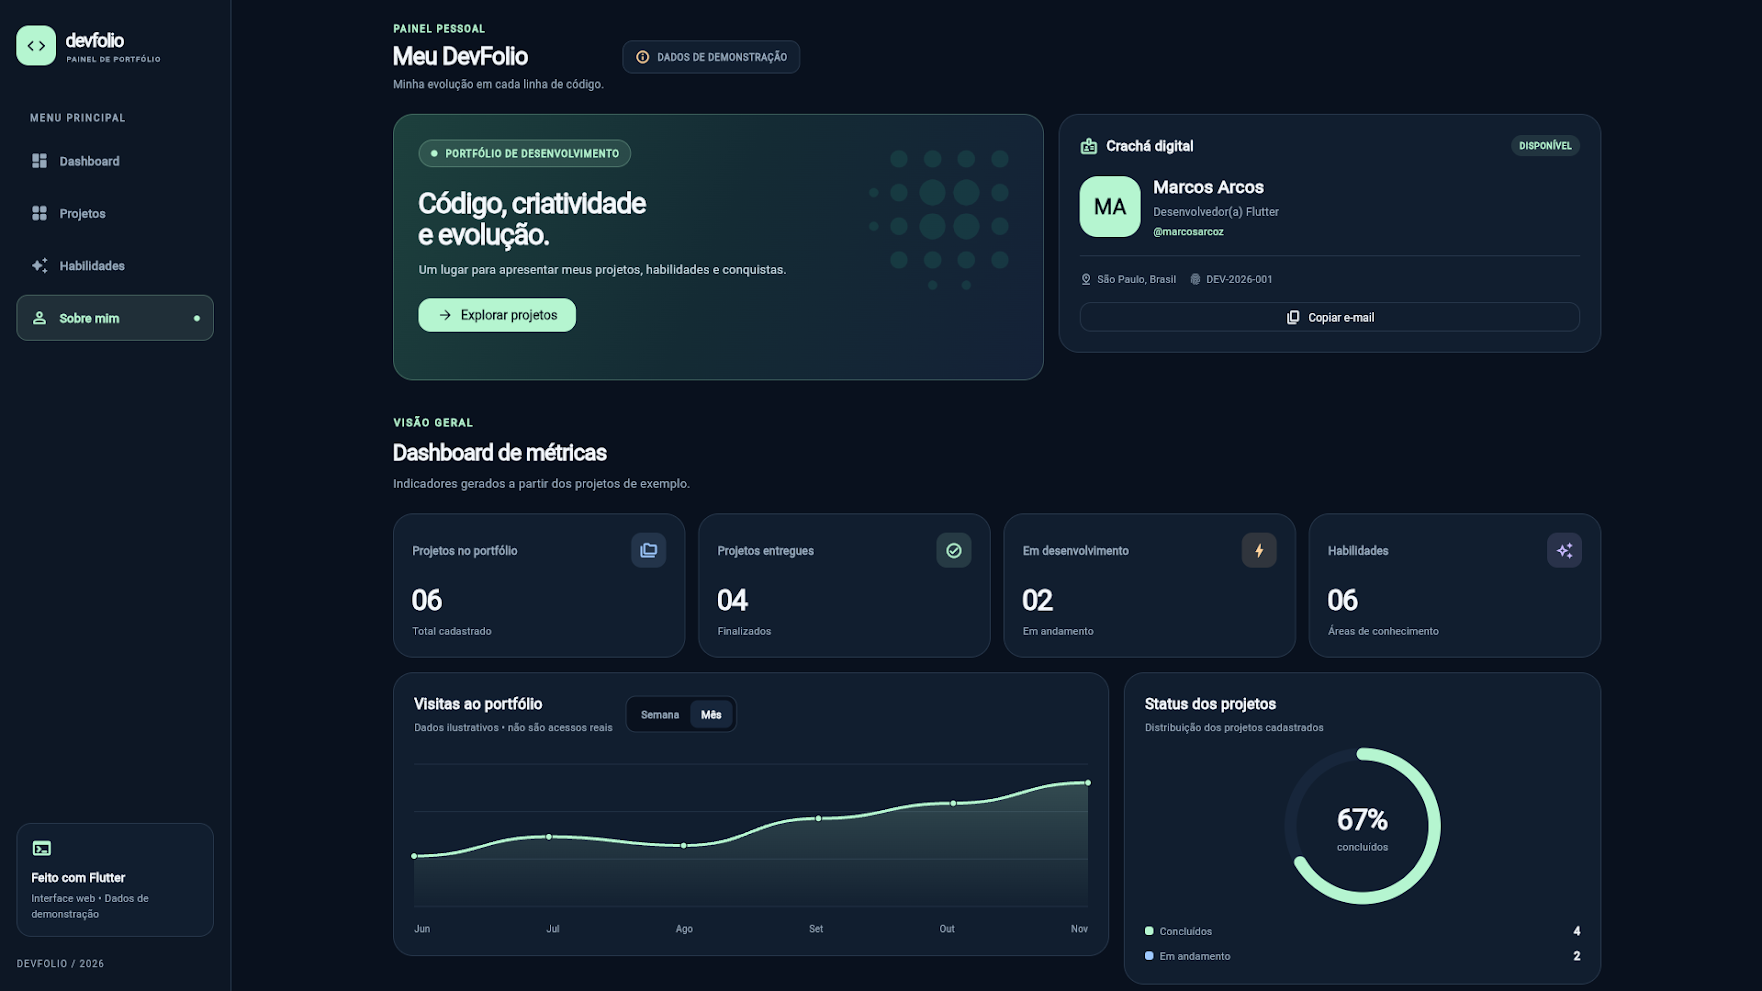 devfolio
PAINEL DE PORTFÓLIO
MENU PRINCIPAL
Dashboard
Projetos
Habilidades
Sobre mim
Feito com Flutter
Interface web • Dados de
demonstração
DEVFOLIO / 2026
PAINEL PESSOAL
Meu DevFolio
Minha evolução em cada linha de código.
DADOS DE DEMONSTRAÇÃO
PORTFÓLIO DE DESENVOLVIMENTO
Código, criatividade
e evolução.
Um lugar para apresentar meus projetos, habilidades e conquistas.
Explorar projetos
Crachá digital
DISPONÍVEL
MA
Marcos Arcos
Desenvolvedor(a) Flutter
@marcosarcoz
São Paulo, Brasil
DEV-2026-001
Copiar e-mail
VISÃO GERAL
Dashboard de métricas
Indicadores gerados a partir dos projetos de exemplo.
Projetos no portfólio
06
Total cadastrado
Projetos entregues
04
Finalizados
Em desenvolvimento
02
Em andamento
Habilidades
06
Áreas de conhecimento
Visitas ao portfólio
Dados ilustrativos • não são acessos reais
Semana
Mês
Jun Jul Ago Set Out Nov
Status dos projetos
Distribuição dos projetos cadastrados
67%
concluídos
Concluídos 4
Em andamento 2